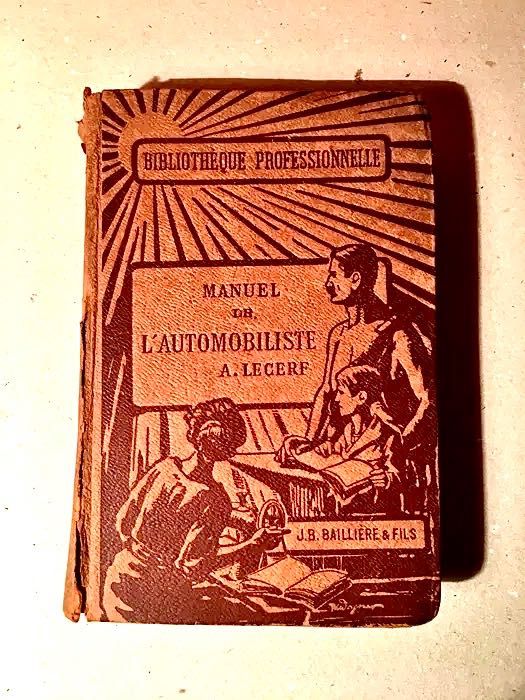 BIBLIOTHÈQUE PROFESSIONNELLE
MANUEL
DE
L'AUTOMOBILISTE
A. LECERF
J.B. BAILLIÈRE & FILS